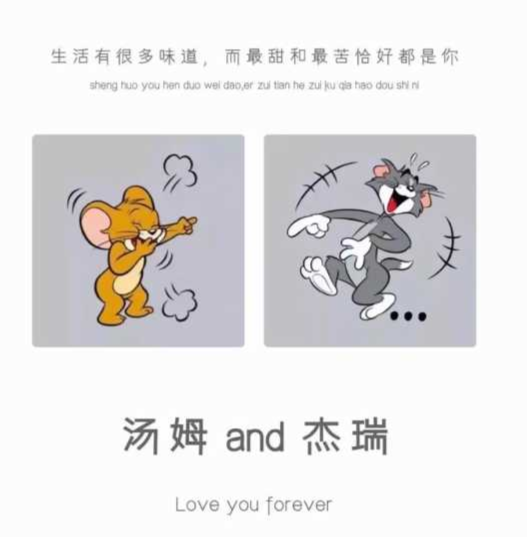 生活有很多味道，而最甜和最苦恰好都是你
sheng huo you hen duo wei dao,er zui tian he zui ku qia hao dou shi ni
汤姆 and 杰瑞
Love you forever